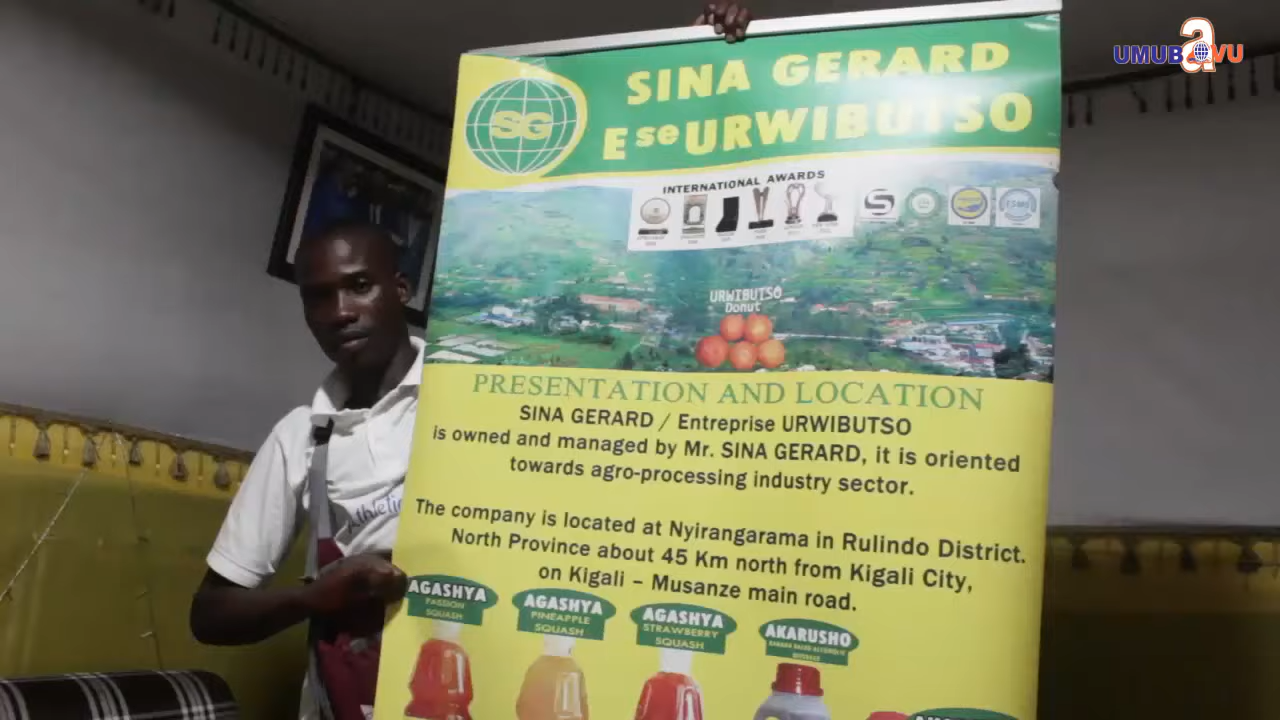 UMUBAVU
SINA GERARD
E se URWIBUTSO
SG
INTERNATIONAL AWARDS
URWIBUTSO
Donut
PRESENTATION AND LOCATION
SINA GERARD / Entreprise URWIBUTSO
is owned and managed by Mr. SINA GERARD, it is oriented
towards agro-processing industry sector.
The company is located at Nyirangarama in Rulindo District.
North Province about 45 Km north from Kigali City,
on Kigali – Musanze main road.
AGASHYA
PASSION
SQUASH
AGASHYA
PINEAPPLE
SQUASH
AGASHYA
STRAWBERRY
SQUASH
AKARUSHO